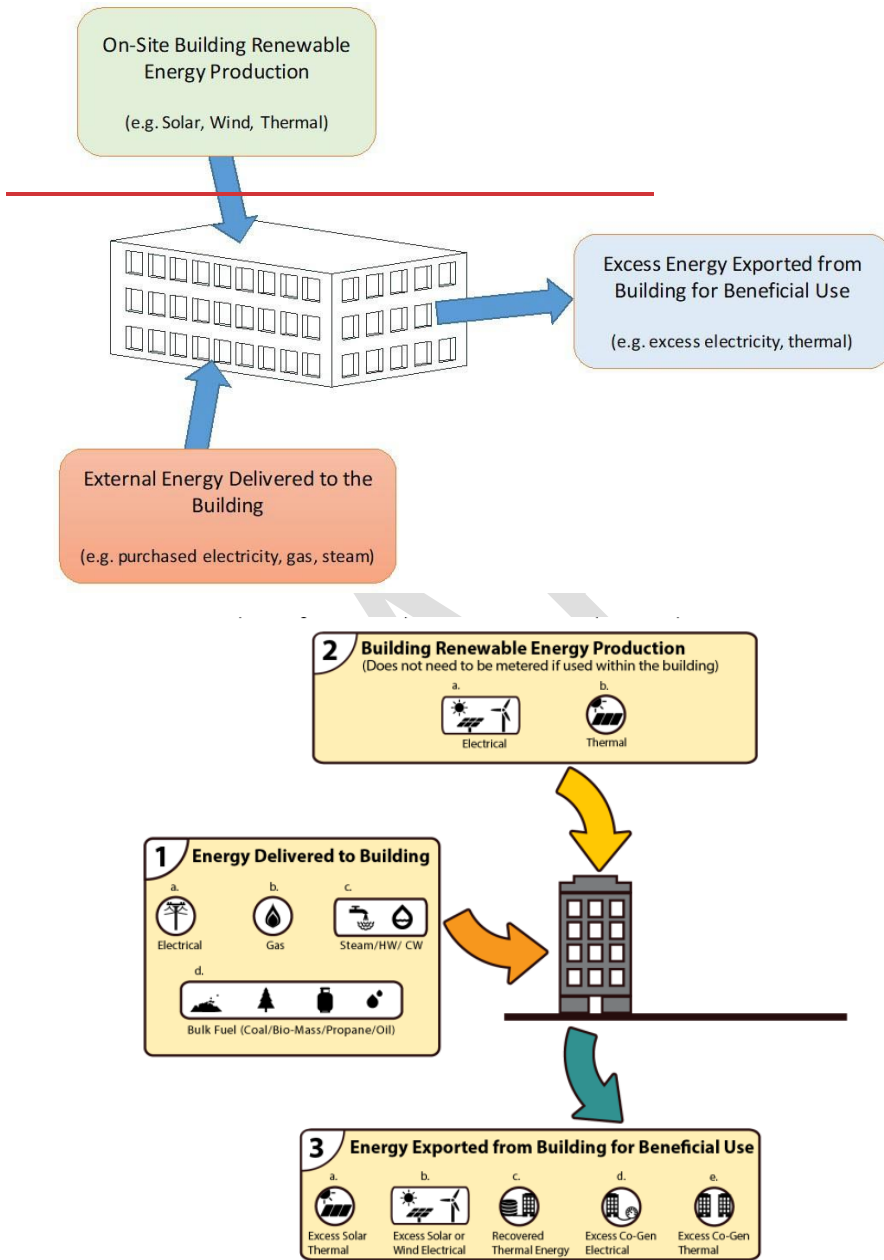 On-Site Building Renewable
Energy Production
(e.g. Solar, Wind, Thermal)
Excess Energy Exported from
Building for Beneficial Use
(e.g. excess electricity, thermal)
External Energy Delivered to the
Building
(e.g. purchased electricity, gas, steam)
2 Building Renewable Energy Production
(Does not need to be metered if used within the building)
a.
Electrical
b.
Thermal
1 Energy Delivered to Building
a.
Electrical
b.
Gas
c.
Steam/HW/ CW
d.
Bulk Fuel (Coal/Bio-Mass/Propane/Oil)
3 Energy Exported from Building for Beneficial Use
a.
Excess Solar
Thermal
b.
Excess Solar or
Wind Electrical
c.
Recovered
Thermal Energy
d.
Excess Co-Gen
Electrical
e.
Excess Co-Gen
Thermal